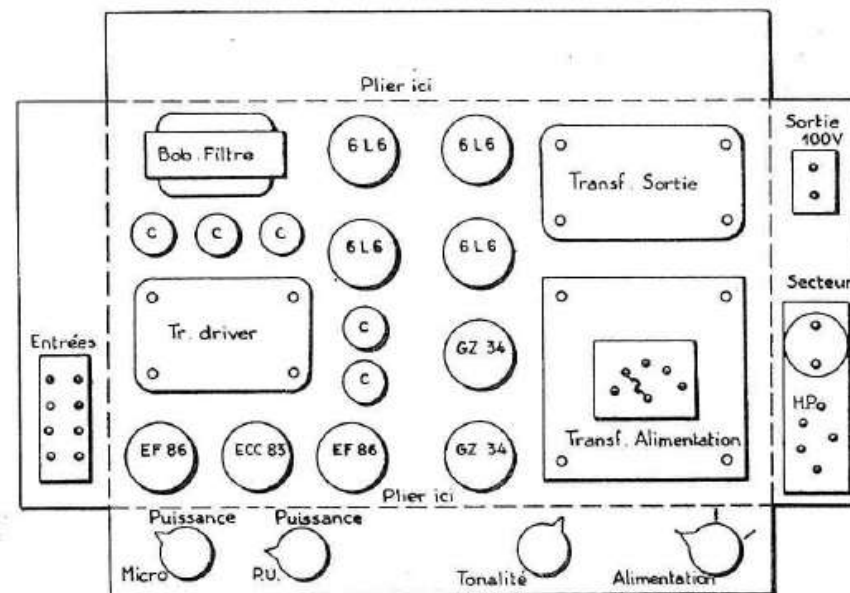 Plier ici
Sortie
100V
Bob. Filtre
6L6
6L6
Transf. Sortie
C
C
C
6L6
6L6
Secteur
Entrées
Tr. driver
C
GZ 34
C
H.P.
EF 86
ECC 83
EF 86
GZ 34
Transf. Alimentation
Plier ici
Puissance
Puissance
Micro
P.U.
Tonalité
Alimentation